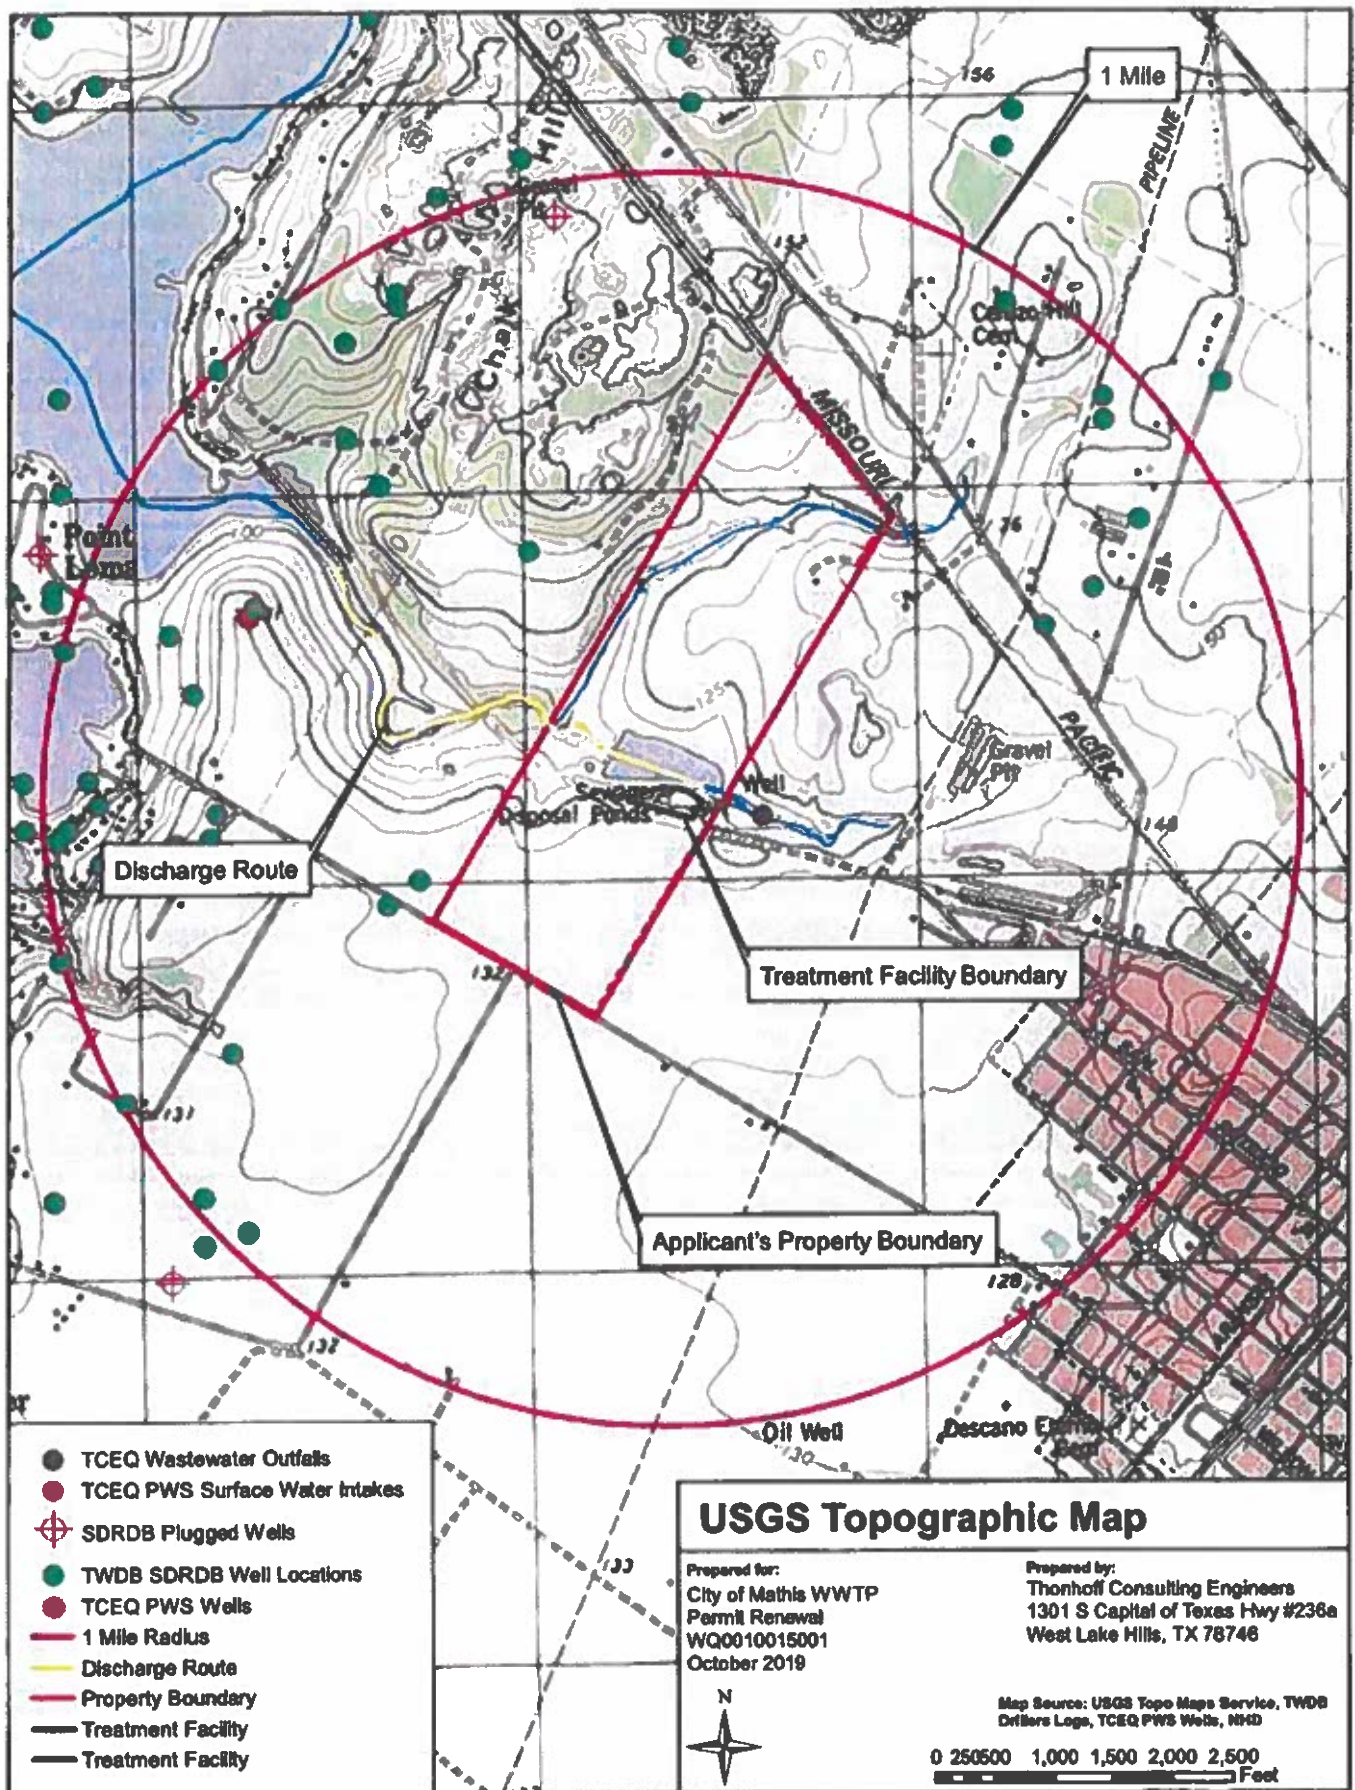 156
1 Mile
PIPELINE
Hill
152
150
Chalk
Cenizo Hill
Cem
MISSOURI
Point
Loma
100
76
150
125
PACIFIC
Gravel
Pit
Well
Sewage
Disposal Ponds
148
Discharge Route
Treatment Facility Boundary
132
131
Applicant's Property Boundary
128
132
Oil Well
130
133
TCEQ Wastewater Outfalls
TCEQ PWS Surface Water Intakes
SDRDB Plugged Wells
TWDB SDRDB Well Locations
TCEQ PWS Wells
1 Mile Radius
Discharge Route
Property Boundary
Treatment Facility
Treatment Facility
USGS Topographic Map
Prepared for:
City of Mathis WWTP
Permit Renewal
WQ0010015001
October 2019
Prepared by:
Thonhoff Consulting Engineers
1301 S Capital of Texas Hwy #236a
West Lake Hills, TX 78746
N
Map Source: USGS Topo Maps Service, TWDB
Drillers Logs, TCEQ PWS Wells, NHD
0 250500 1,000 1,500 2,000 2,500
Feet